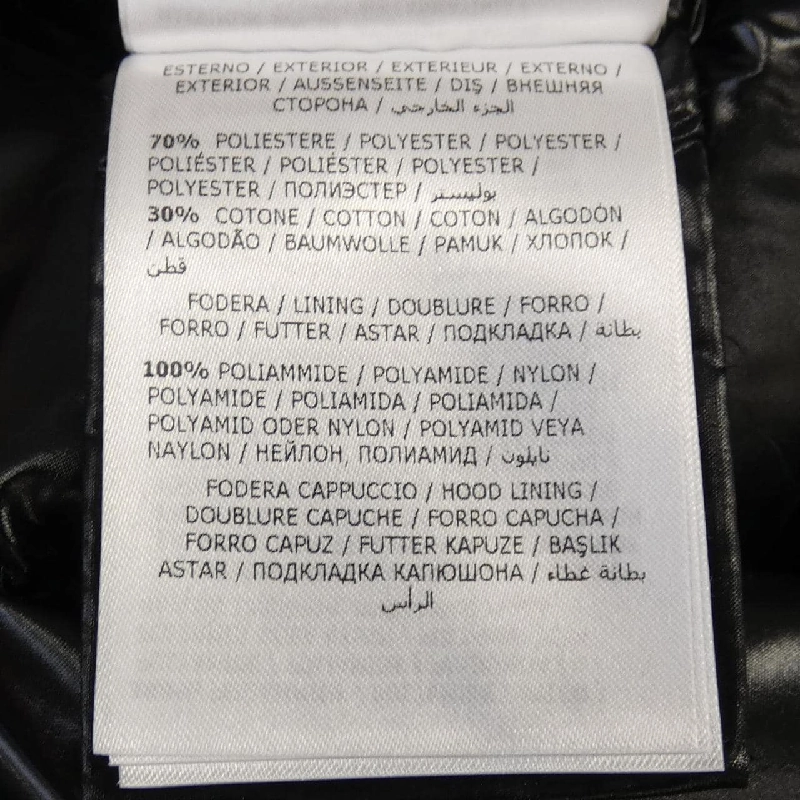 ESTERNO / EXTERIOR / EXTERIEUR / EXTERNO /
EXTERIOR / AUSSENSEITE / DIŞ / ВНЕШНЯЯ
СТОРОНА / الجزء الخارجي
70% POLIESTERE / POLYESTER / POLYESTER /
POLIÉSTER / POLIÉSTER / POLYESTER /
POLYESTER / ПОЛИЭСТЕР / بوليستر
30% COTONE / COTTON / COTON / ALGODÓN
/ ALGODÃO / BAUMWOLLE / PAMUK / ХЛОПОК /
قطن
FODERA / LINING / DOUBLURE / FORRO /
FORRO / FUTTER / ASTAR / ПОДКЛАДКА / بطانة
100% POLIAMMIDE / POLYAMIDE / NYLON /
POLYAMIDE / POLIAMIDA / POLIAMIDA /
POLYAMID ODER NYLON / POLYAMID VEYA
NAYLON / НЕЙЛОН, ПОЛИАМИД / نايلون
FODERA CAPPUCCIO / HOOD LINING /
DOUBLURE CAPUCHE / FORRO CAPUCHA /
FORRO CAPUZ / FUTTER KAPUZE / BAŞLIK
ASTAR / ПОДКЛАДКА КАПЮШОНА / بطانة غطاء
الرأس